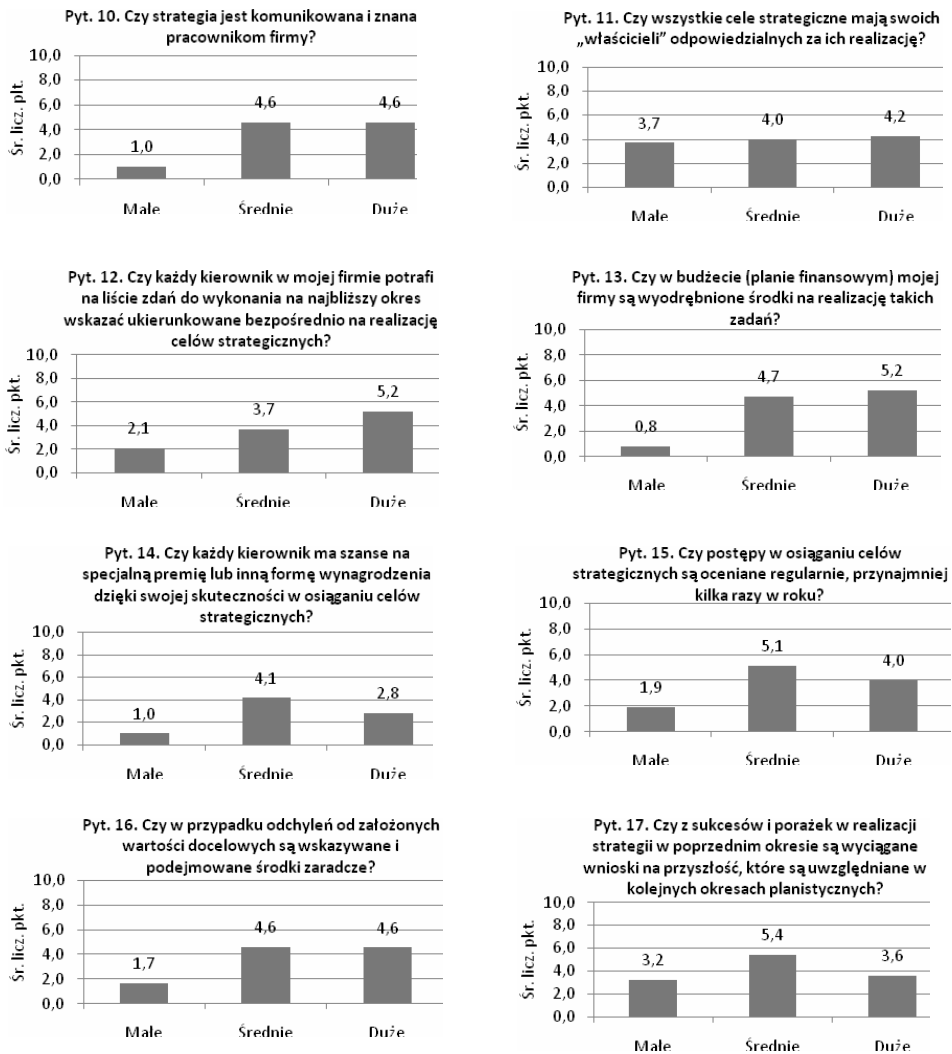 Pyt. 10. Czy strategia jest komunikowana i znana
pracownikom firmy?
Śr. licz. plt.
10,0
8,0
6,0
4,0
2,0
0,0
1,0
4,6
4,6
Małe
Średnie
Duże
Pyt. 11. Czy wszystkie cele strategiczne mają swoich
„właścicieli” odpowiedzialnych za ich realizację?
Śr. licz. pkt.
10,0
8,0
6,0
4,0
2,0
0,0
3,7
4,0
4,2
Małe
Średnie
Duże
Pyt. 12. Czy każdy kierownik w mojej firmie potrafi
na liście zdań do wykonania na najbliższy okres
wskazać ukierunkowane bezpośrednio na realizację
celów strategicznych?
Śr. licz. pkt.
10,0
8,0
6,0
4,0
2,0
0,0
2,1
3,7
5,2
Małe
Średnie
Duże
Pyt. 13. Czy w budżecie (planie finansowym) mojej
firmy są wyodrębnione środki na realizację takich
zadań?
Śr. licz. pkt.
10,0
8,0
6,0
4,0
2,0
0,0
0,8
4,7
5,2
Małe
Średnie
Duże
Pyt. 14. Czy każdy kierownik ma szanse na
specjalną premię lub inną formę wynagrodzenia
dzięki swojej skuteczności w osiąganiu celów
strategicznych?
Śr. licz. pkt.
10,0
8,0
6,0
4,0
2,0
0,0
1,0
4,1
2,8
Małe
Średnie
Duże
Pyt. 15. Czy postępy w osiąganiu celów
strategicznych są oceniane regularnie, przynajmniej
kilka razy w roku?
Śr. licz. pkt.
10,0
8,0
6,0
4,0
2,0
0,0
1,9
5,1
4,0
Małe
Średnie
Duże
Pyt. 16. Czy w przypadku odchyleń od założonych
wartości docelowych są wskazywane i
podejmowane środki zaradcze?
Śr. licz. pkt.
10,0
8,0
6,0
4,0
2,0
0,0
1,7
4,6
4,6
Małe
Średnie
Duże
Pyt. 17. Czy z sukcesów i porażek w realizacji
strategii w poprzednim okresie są wyciągane
wnioski na przyszłość, które są uwzględniane w
kolejnych okresach planistycznych?
Śr. licz. pkt.
10,0
8,0
6,0
4,0
2,0
0,0
3,2
5,4
3,6
Małe
Średnie
Duże